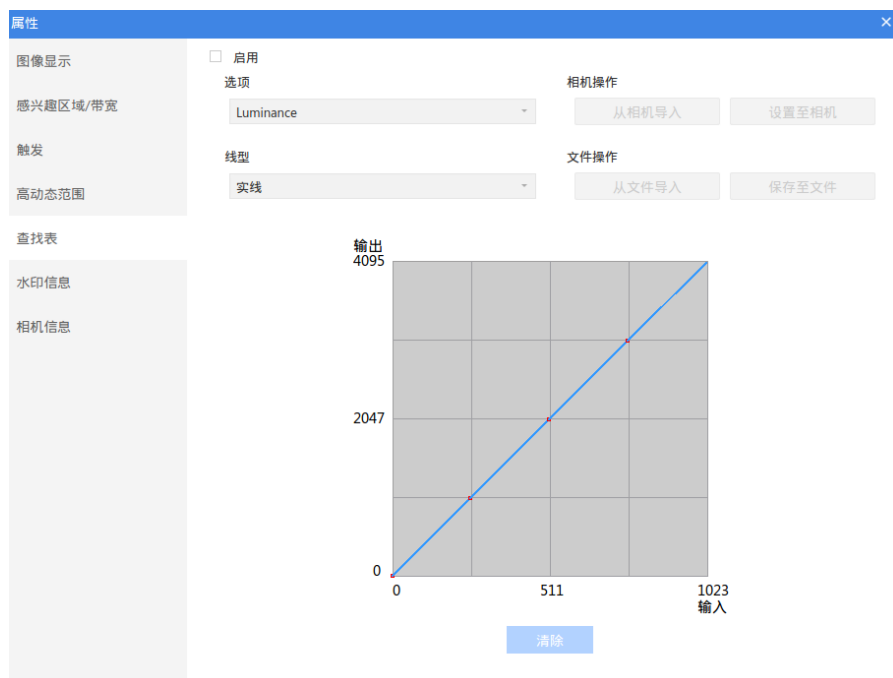 属性
图像显示
感兴趣区域/带宽
触发
高动态范围
查找表
水印信息
相机信息
启用
选项
Luminance
相机操作
从相机导入
设置至相机
线型
实线
文件操作
从文件导入
保存至文件
输出
4095
2047
0
0
511
1023
输入
清除